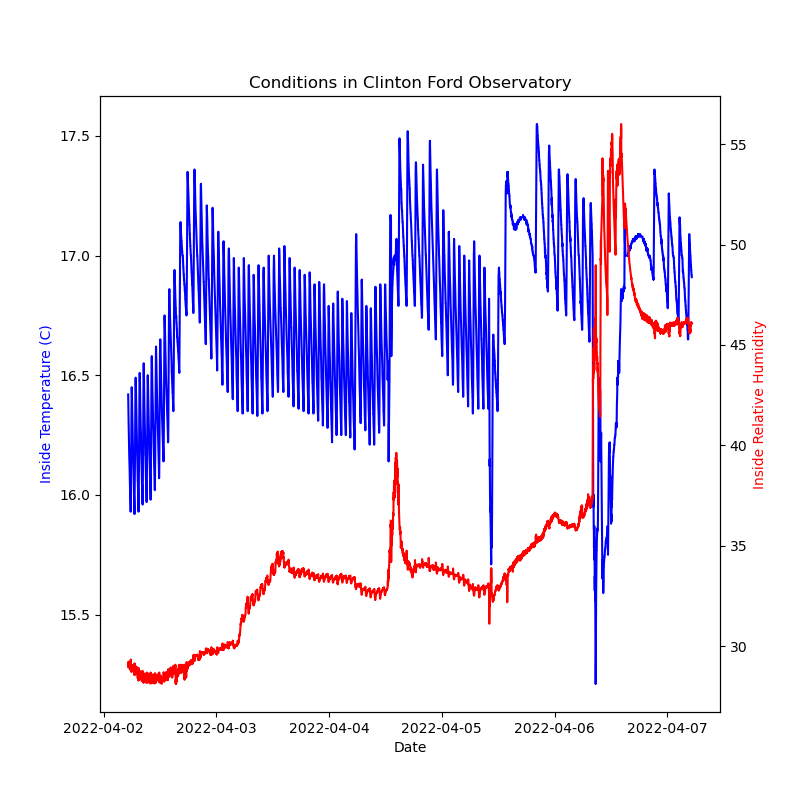 Conditions in Clinton Ford Observatory
17.5
17.0
16.5
16.0
15.5
Inside Temperature (C)
55
50
45
40
35
30
Inside Relative Humidity
2022-04-02 2022-04-03 2022-04-04 2022-04-05 2022-04-06 2022-04-07
Date